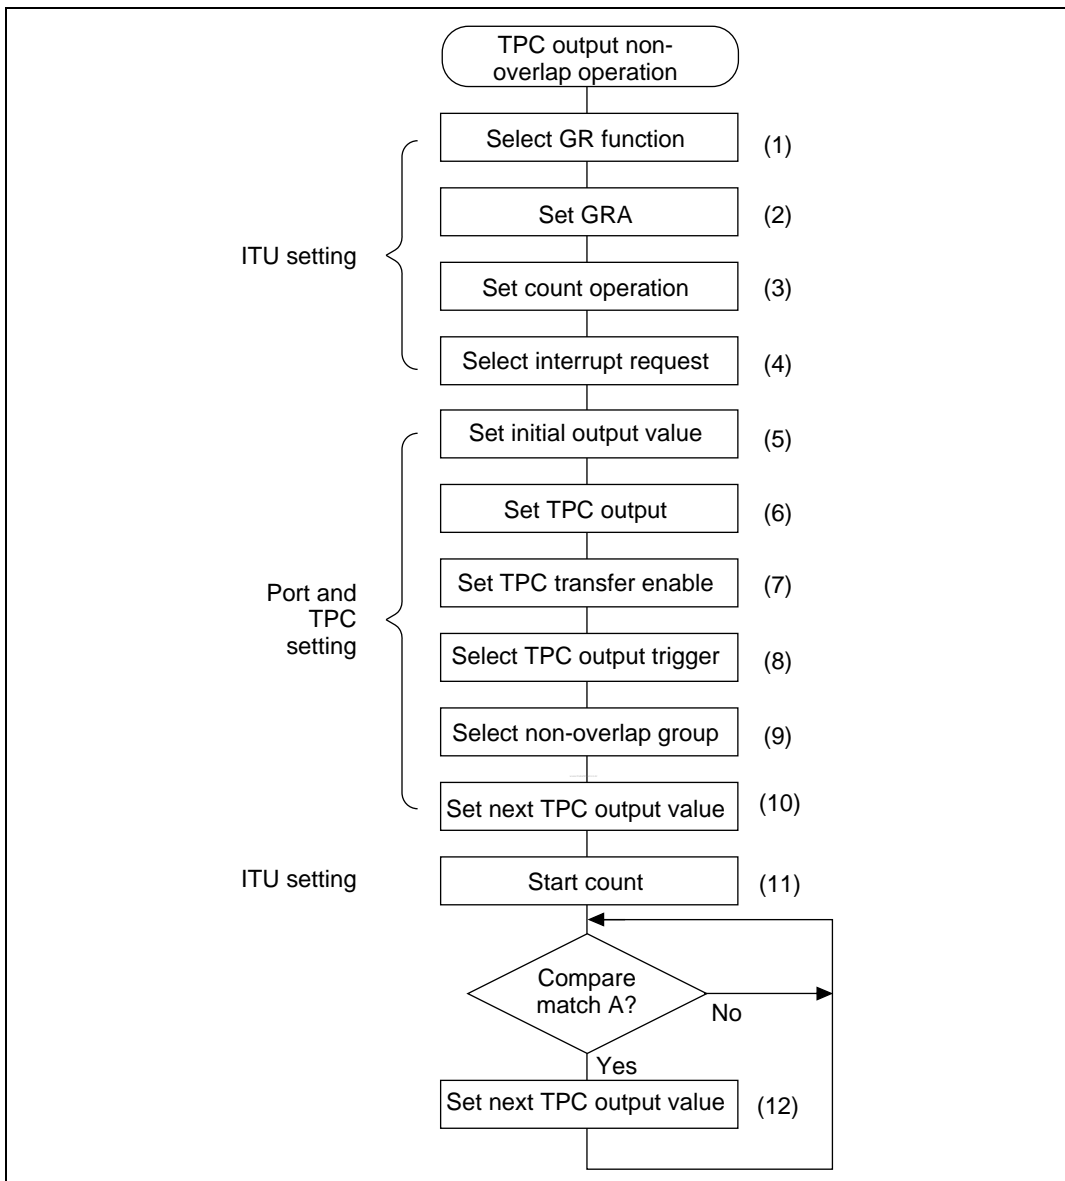 TPC output non-
overlap operation
Select GR function (1)
Set GRA (2)
ITU setting
Set count operation (3)
Select interrupt request (4)
Set initial output value (5)
Set TPC output (6)
Set TPC transfer enable (7)
Port and
TPC
setting
Select TPC output trigger (8)
Select non-overlap group (9)
Set next TPC output value (10)
ITU setting Start count (11)
Compare
match A?
No
Yes
Set next TPC output value (12)